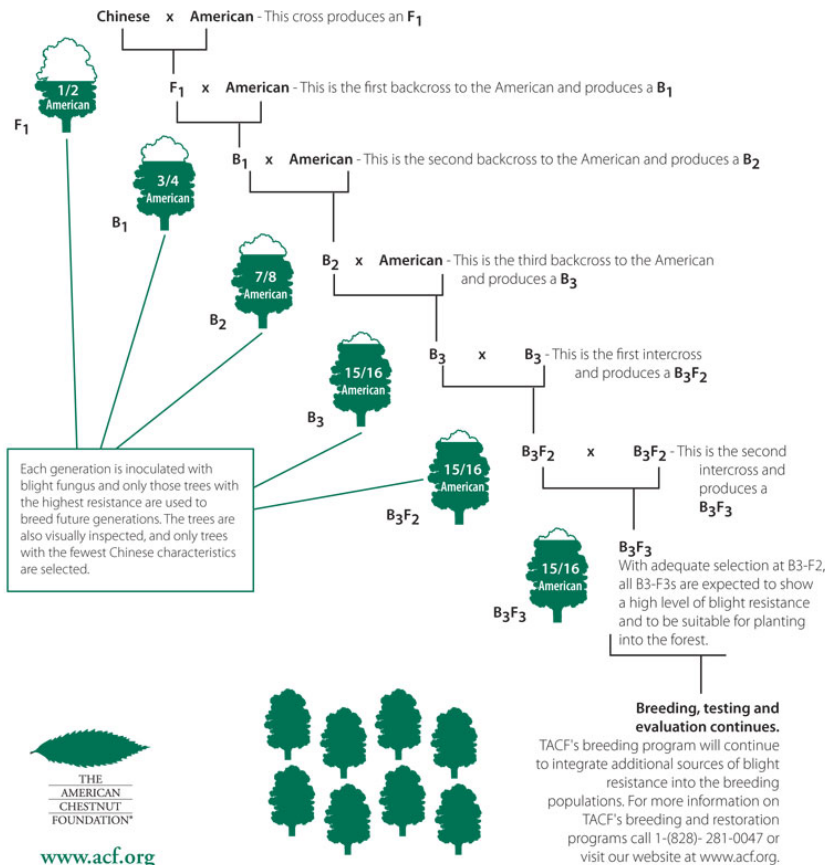 Chinese x American - This cross produces an F1
1/2
American
F1
F1 x American - This is the first backcross to the American and produces a B1
B1 x American - This is the second backcross to the American and produces a B2
3/4
American
B1
B2 x American - This is the third backcross to the American
and produces a B3
7/8
American
B2
B3 x B3 - This is the first intercross
and produces a B3F2
15/16
American
B3
B3F2 x B3F2 - This is the second
intercross and
produces a
B3F3
15/16
American
B3F2
Each generation is inoculated with
blight fungus and only those trees with
the highest resistance are used to
breed future generations. The trees are
also visually inspected, and only trees
with the fewest Chinese characteristics
are selected.
15/16
American
B3F3
B3F3
With adequate selection at B3-F2,
all B3-F3s are expected to show
a high level of blight resistance
and to be suitable for planting
into the forest.
Breeding, testing and
evaluation continues.
TACF's breeding program will continue
to integrate additional sources of blight
resistance into the breeding
populations. For more information on
TACF's breeding and restoration
programs call 1-(828)- 281-0047 or
visit our website at www.acf.org.
THE
AMERICAN
CHESTNUT
FOUNDATION®
www.acf.org